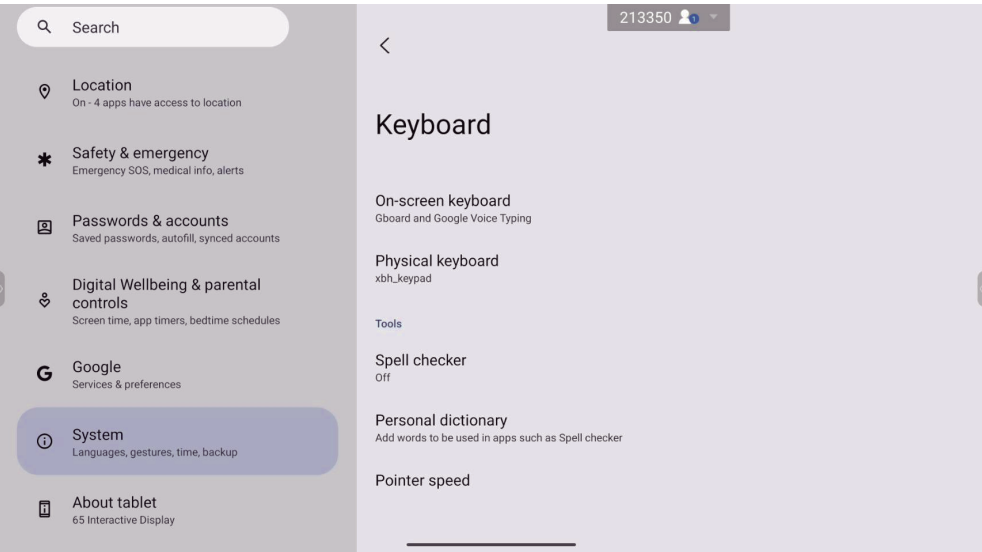 Search
Location
On - 4 apps have access to location
Safety & emergency
Emergency SOS, medical info, alerts
Passwords & accounts
Saved passwords, autofill, synced accounts
Digital Wellbeing & parental
controls
Screen time, app timers, bedtime schedules
Google
Services & preferences
System
Languages, gestures, time, backup
About tablet
65 Interactive Display
213350 1
Keyboard
On-screen keyboard
Gboard and Google Voice Typing
Physical keyboard
xbh_keypad
Tools
Spell checker
Off
Personal dictionary
Add words to be used in apps such as Spell checker
Pointer speed